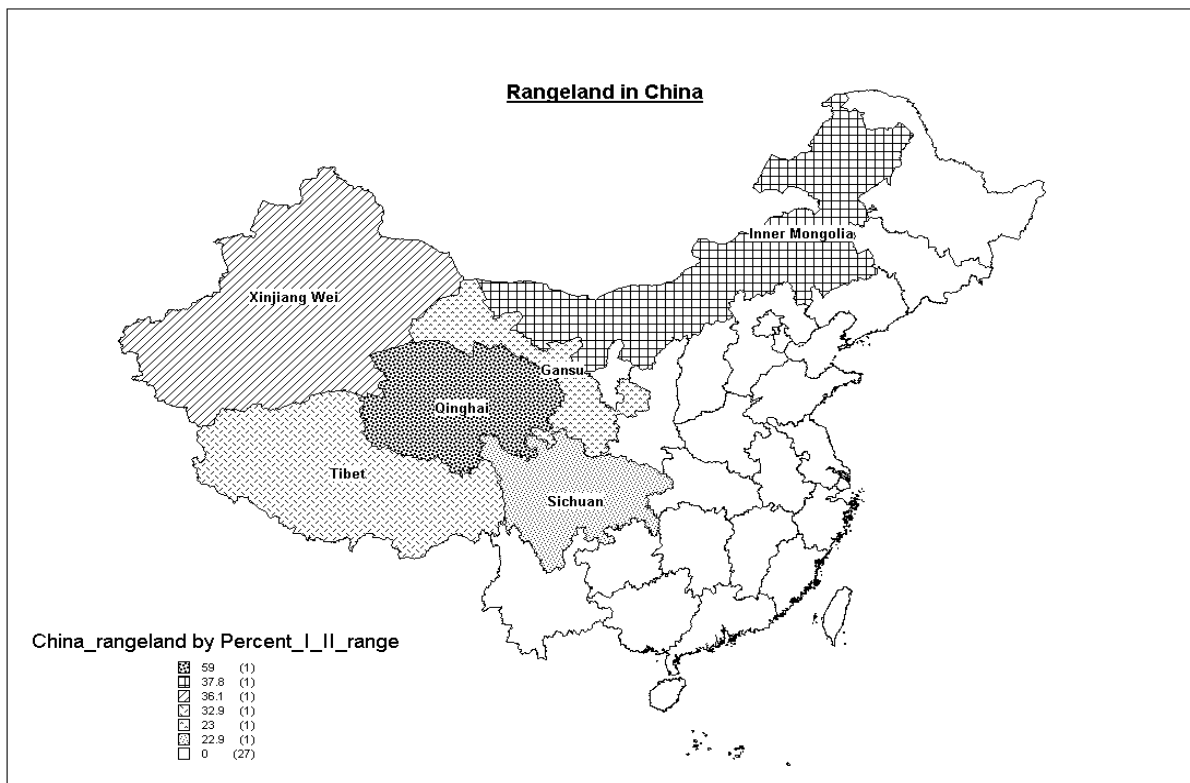 Rangeland in China
Inner Mongolia
Xinjiang Wei
Gansu
Qinghai
Tibet
Sichuan
China_rangeland by Percent_I_II_range
59 (1)
37.8 (1)
36.1 (1)
32.9 (1)
23 (1)
22.9 (1)
0 (27)